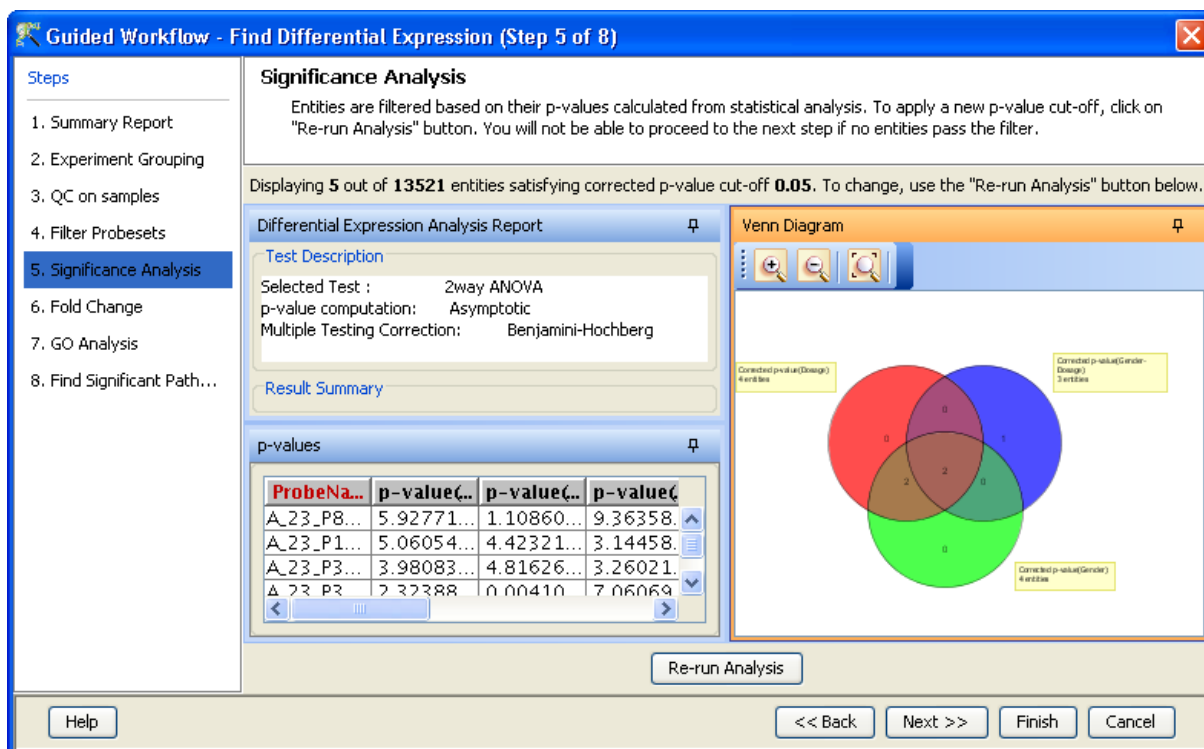 Guided Workflow - Find Differential Expression (Step 5 of 8)
Steps
1. Summary Report
2. Experiment Grouping
3. QC on samples
4. Filter Probesets
5. Significance Analysis
6. Fold Change
7. GO Analysis
8. Find Significant Path...
Significance Analysis
Entities are filtered based on their p-values calculated from statistical analysis. To apply a new p-value cut-off, click on
"Re-run Analysis" button. You will not be able to proceed to the next step if no entities pass the filter.
Displaying 5 out of 13521 entities satisfying corrected p-value cut-off 0.05. To change, use the "Re-run Analysis" button below.
Differential Expression Analysis Report
Test Description
Selected Test : 2way ANOVA
p-value computation: Asymptotic
Multiple Testing Correction: Benjamini-Hochberg
Result Summary
p-values
ProbeNa... p-value(... p-value(... p-value(
A_23_P8... 5.92771... 1.10860... 9.36358.
A_23_P1... 5.06054... 4.42321... 3.14458.
A_23_P3... 3.98083... 4.81626... 3.26021.
A_23_P3... 2.32388... 0.00410... 7.06069.
Venn Diagram
Corrected p-value(Dosage)
4 entities
Corrected p-value(Gender-
Dosage)
3 entities
0
0
1
2
2
0
0
Corrected p-value(Gender)
4 entities
Re-run Analysis
Help
<< Back
Next >>
Finish
Cancel